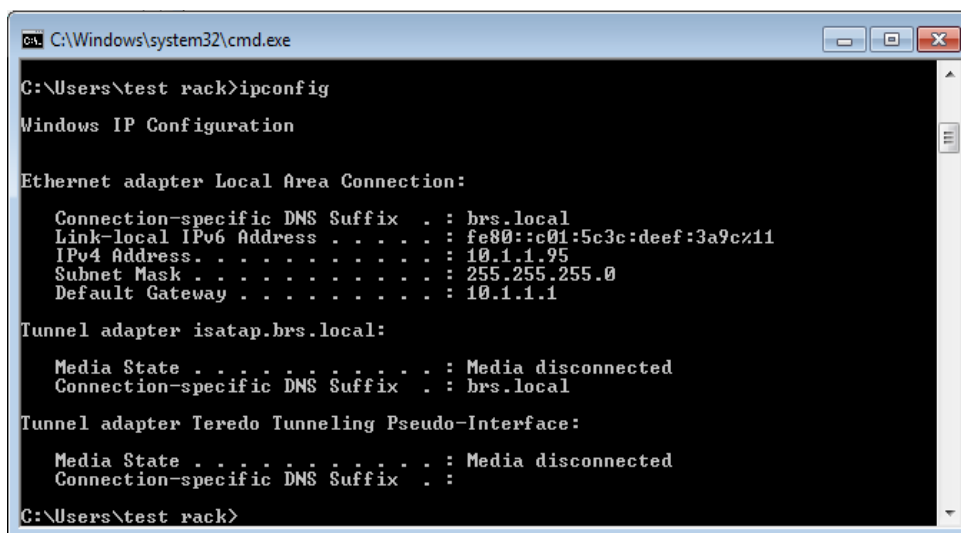 C:\Windows\system32\cmd.exe
C:\Users\test rack>ipconfig
Windows IP Configuration
Ethernet adapter Local Area Connection:
Connection-specific DNS Suffix . : brs.local
Link-local IPv6 Address . . . . . : fe80::c01:5c3c:deef:3a9c%11
IPv4 Address. . . . . . . . . . . : 10.1.1.95
Subnet Mask . . . . . . . . . . . : 255.255.255.0
Default Gateway . . . . . . . . . : 10.1.1.1
Tunnel adapter isatap.brs.local:
Media State . . . . . . . . . . . : Media disconnected
Connection-specific DNS Suffix . : brs.local
Tunnel adapter Teredo Tunneling Pseudo-Interface:
Media State . . . . . . . . . . . : Media disconnected
Connection-specific DNS Suffix . :
C:\Users\test rack>